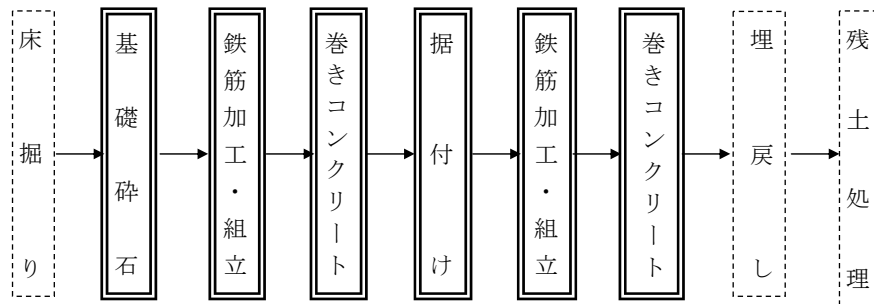 床掘り
基礎砕石
鉄筋加工・組立
巻きコンクリート
据付け
鉄筋加工・組立
巻きコンクリート
埋戻し
残土処理